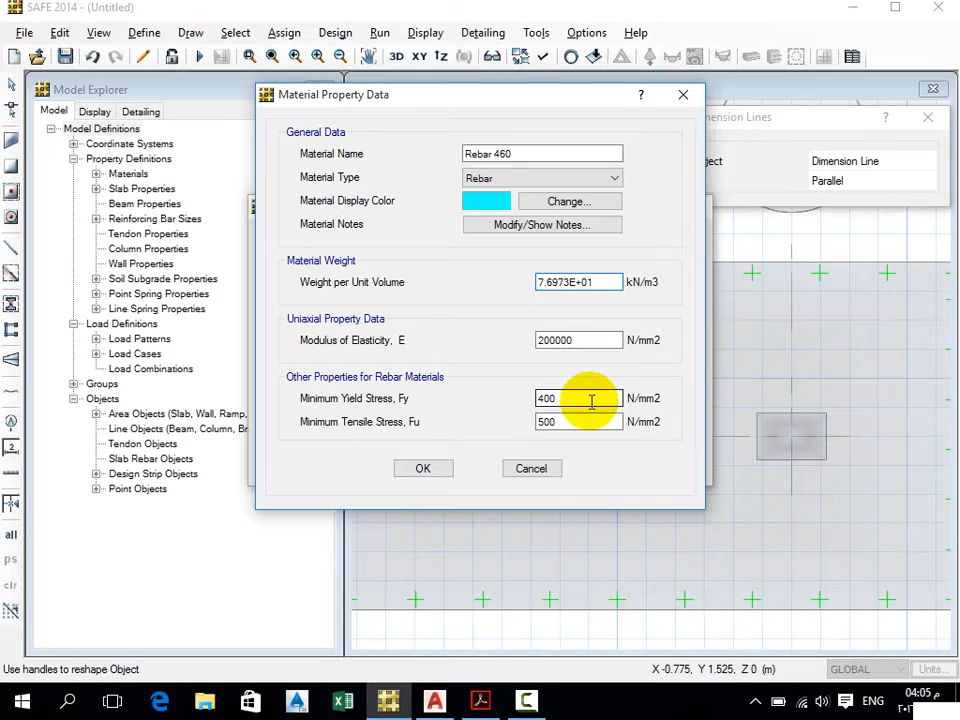 SAFE 2014 - (Untitled)
File Edit View Define Draw Select Assign Design Run Display Detailing Tools Options Help
3D XY
Model Explorer
Model Display Detailing
Model Definitions
Coordinate Systems
Property Definitions
Materials
Slab Properties
Beam Properties
Reinforcing Bar Sizes
Tendon Properties
Column Properties
Wall Properties
Soil Subgrade Properties
Point Spring Properties
Line Spring Properties
Load Definitions
Load Patterns
Load Cases
Load Combinations
Groups
Objects
Area Objects (Slab, Wall, Ramp,
Line Objects (Beam, Column, Br
Tendon Objects
Slab Rebar Objects
Design Strip Objects
Point Objects
all
ps
clr
Material Property Data
?
General Data
Material Name Rebar 460
Material Type Rebar
Material Display Color Change...
Material Notes Modify/Show Notes...
Material Weight
Weight per Unit Volume 7.6973E+01 kN/m3
Uniaxial Property Data
Modulus of Elasticity, E 200000 N/mm2
Other Properties for Rebar Materials
Minimum Yield Stress, Fy 400 N/mm2
Minimum Tensile Stress, Fu 500 N/mm2
OK Cancel
mension Lines ?
ject Dimension Line
Parallel
Use handles to reshape Object
X -0.775, Y 1.525, Z 0 (m)
GLOBAL
Units...
ENG
04:05 م